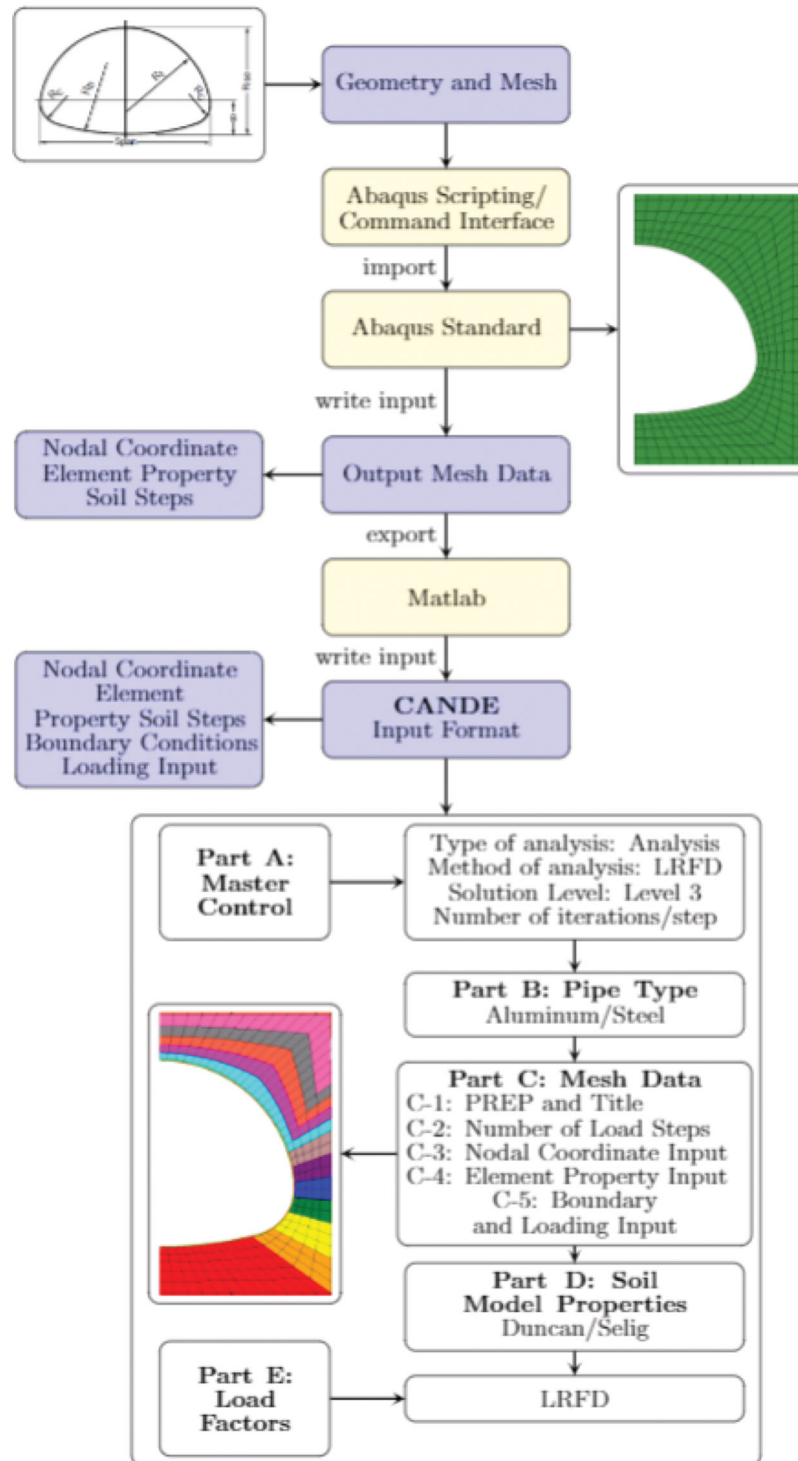 Rt
Geometry and Mesh
Abaqus Scripting/
Command Interface
import
Abaqus Standard
write input
Nodal Coordinate
Element Property
Soil Steps
Output Mesh Data
export
Matlab
write input
Nodal Coordinate
Element
Property Soil Steps
Boundary Conditions
Loading Input
CANDE
Input Format
Part A:
Master
Control
Type of analysis: Analysis
Method of analysis: LRFD
Solution Level: Level 3
Number of iterations/step
Part B: Pipe Type
Aluminum/Steel
Part C: Mesh Data
C-1: PREP and Title
C-2: Number of Load Steps
C-3: Nodal Coordinate Input
C-4: Element Property Input
C-5: Boundary
and Loading Input
Part D: Soil
Model Properties
Duncan/Selig
Part E:
Load
Factors
LRFD